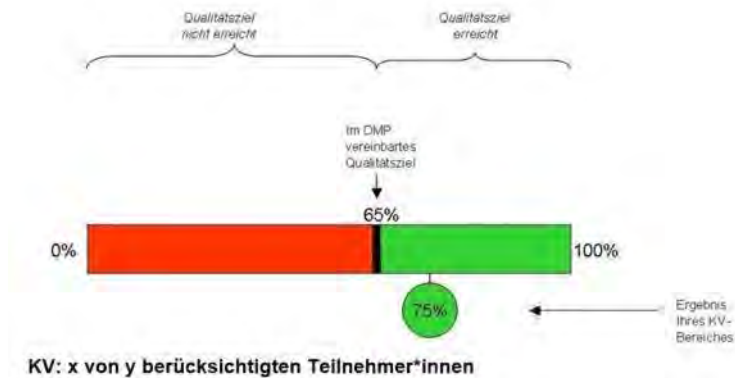 Qualitätsziel
nicht erreicht
Qualitätsziel
erreicht
Im DMP
vereinbartes
Qualitätsziel
65%
0%
100%
75%
Ergebnis
Ihres KV-
Bereiches
KV: x von y berücksichtigten Teilnehmer*innen